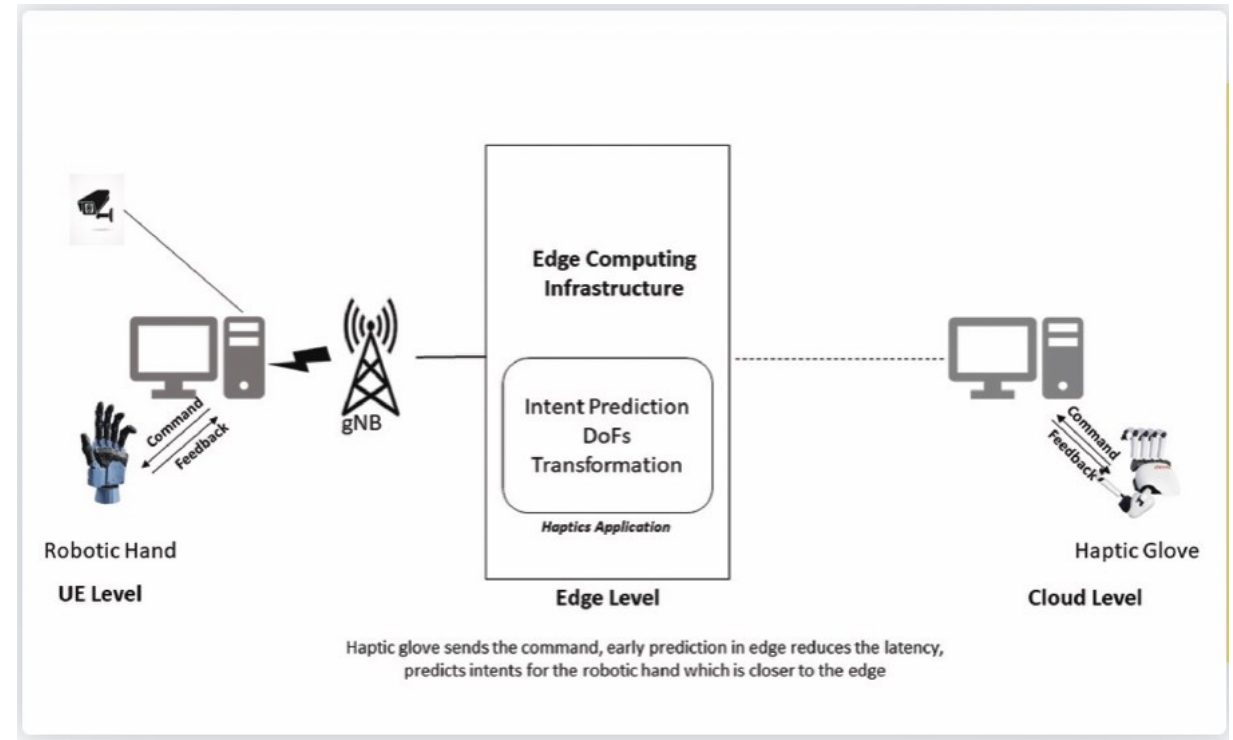 Edge Computing
Infrastructure
gNB
Command
Feedback
Intent Prediction
DoFs
Transformation
Haptics Application
Command
Feedback
Robotic Hand
Haptic Glove
UE Level
Edge Level
Cloud Level
Haptic glove sends the command, early prediction in edge reduces the latency,
predicts intents for the robotic hand which is closer to the edge